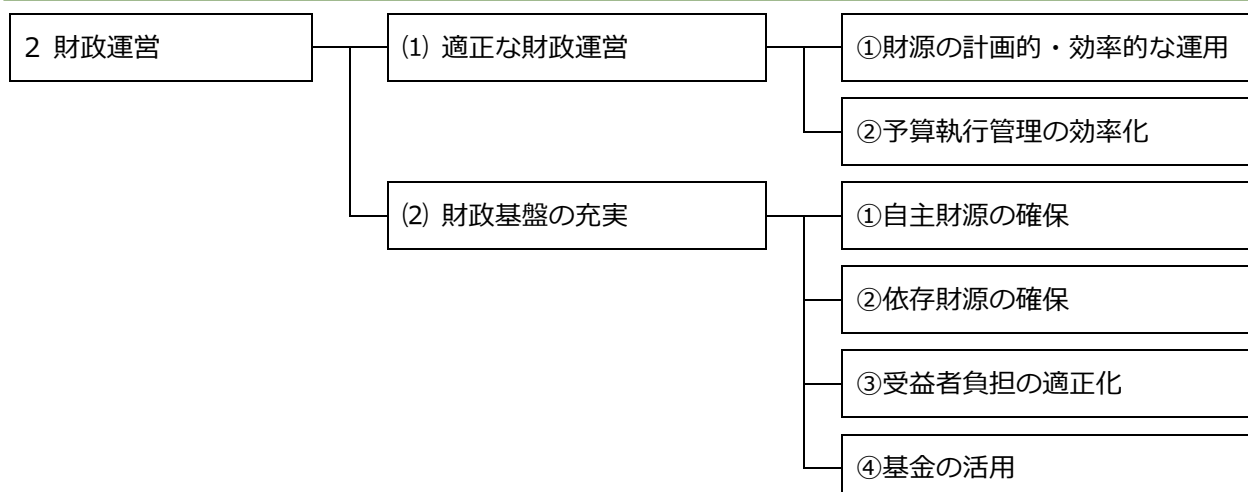 2 財政運営
⑴ 適正な財政運営
①財源の計画的・効率的な運用
②予算執行管理の効率化
⑵ 財政基盤の充実
①自主財源の確保
②依存財源の確保
③受益者負担の適正化
④基金の活用